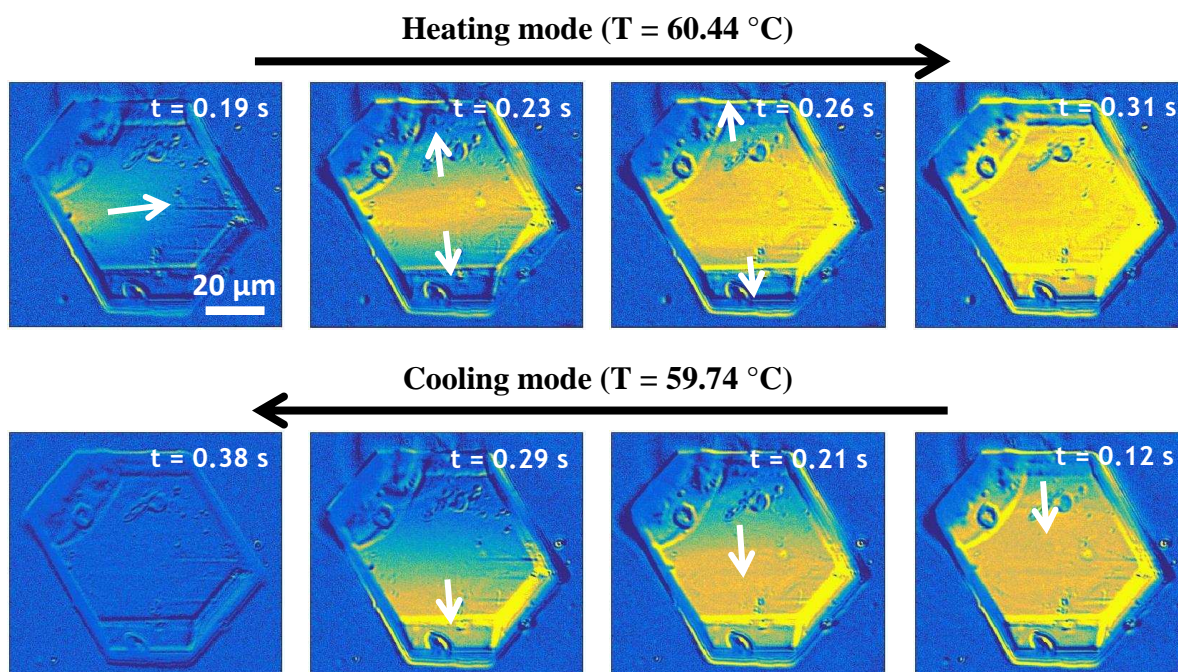 Heating mode (T = 60.44 °C)
t = 0.19 s
t = 0.23 s
t = 0.26 s
t = 0.31 s
20 µm
Cooling mode (T = 59.74 °C)
t = 0.38 s
t = 0.29 s
t = 0.21 s
t = 0.12 s